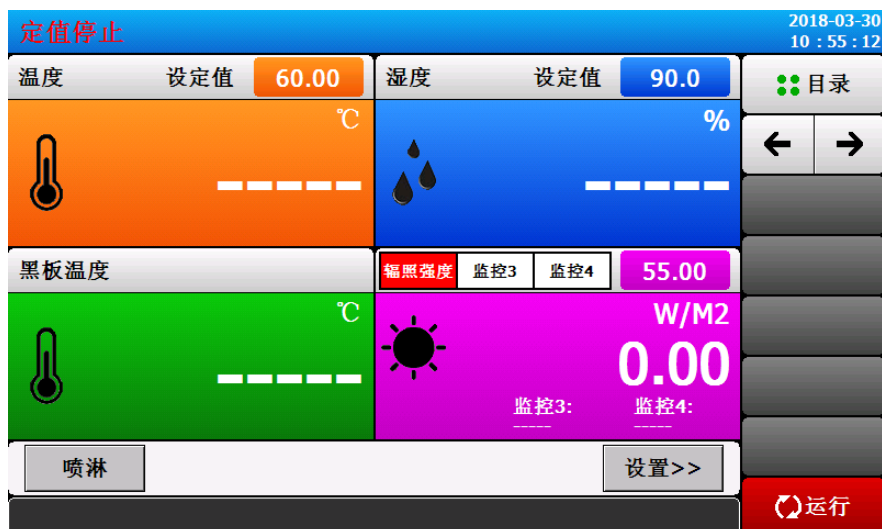 定值停止
2018-03-30
10 : 55 : 12
温度 设定值 60.00
湿度 设定值 90.0
目录
℃
-----
%
-----
黑板温度
辐照强度 监控3 监控4 55.00
℃
-----
W/M2
0.00
监控3: 监控4:
----- -----
喷淋
设置>>
运行